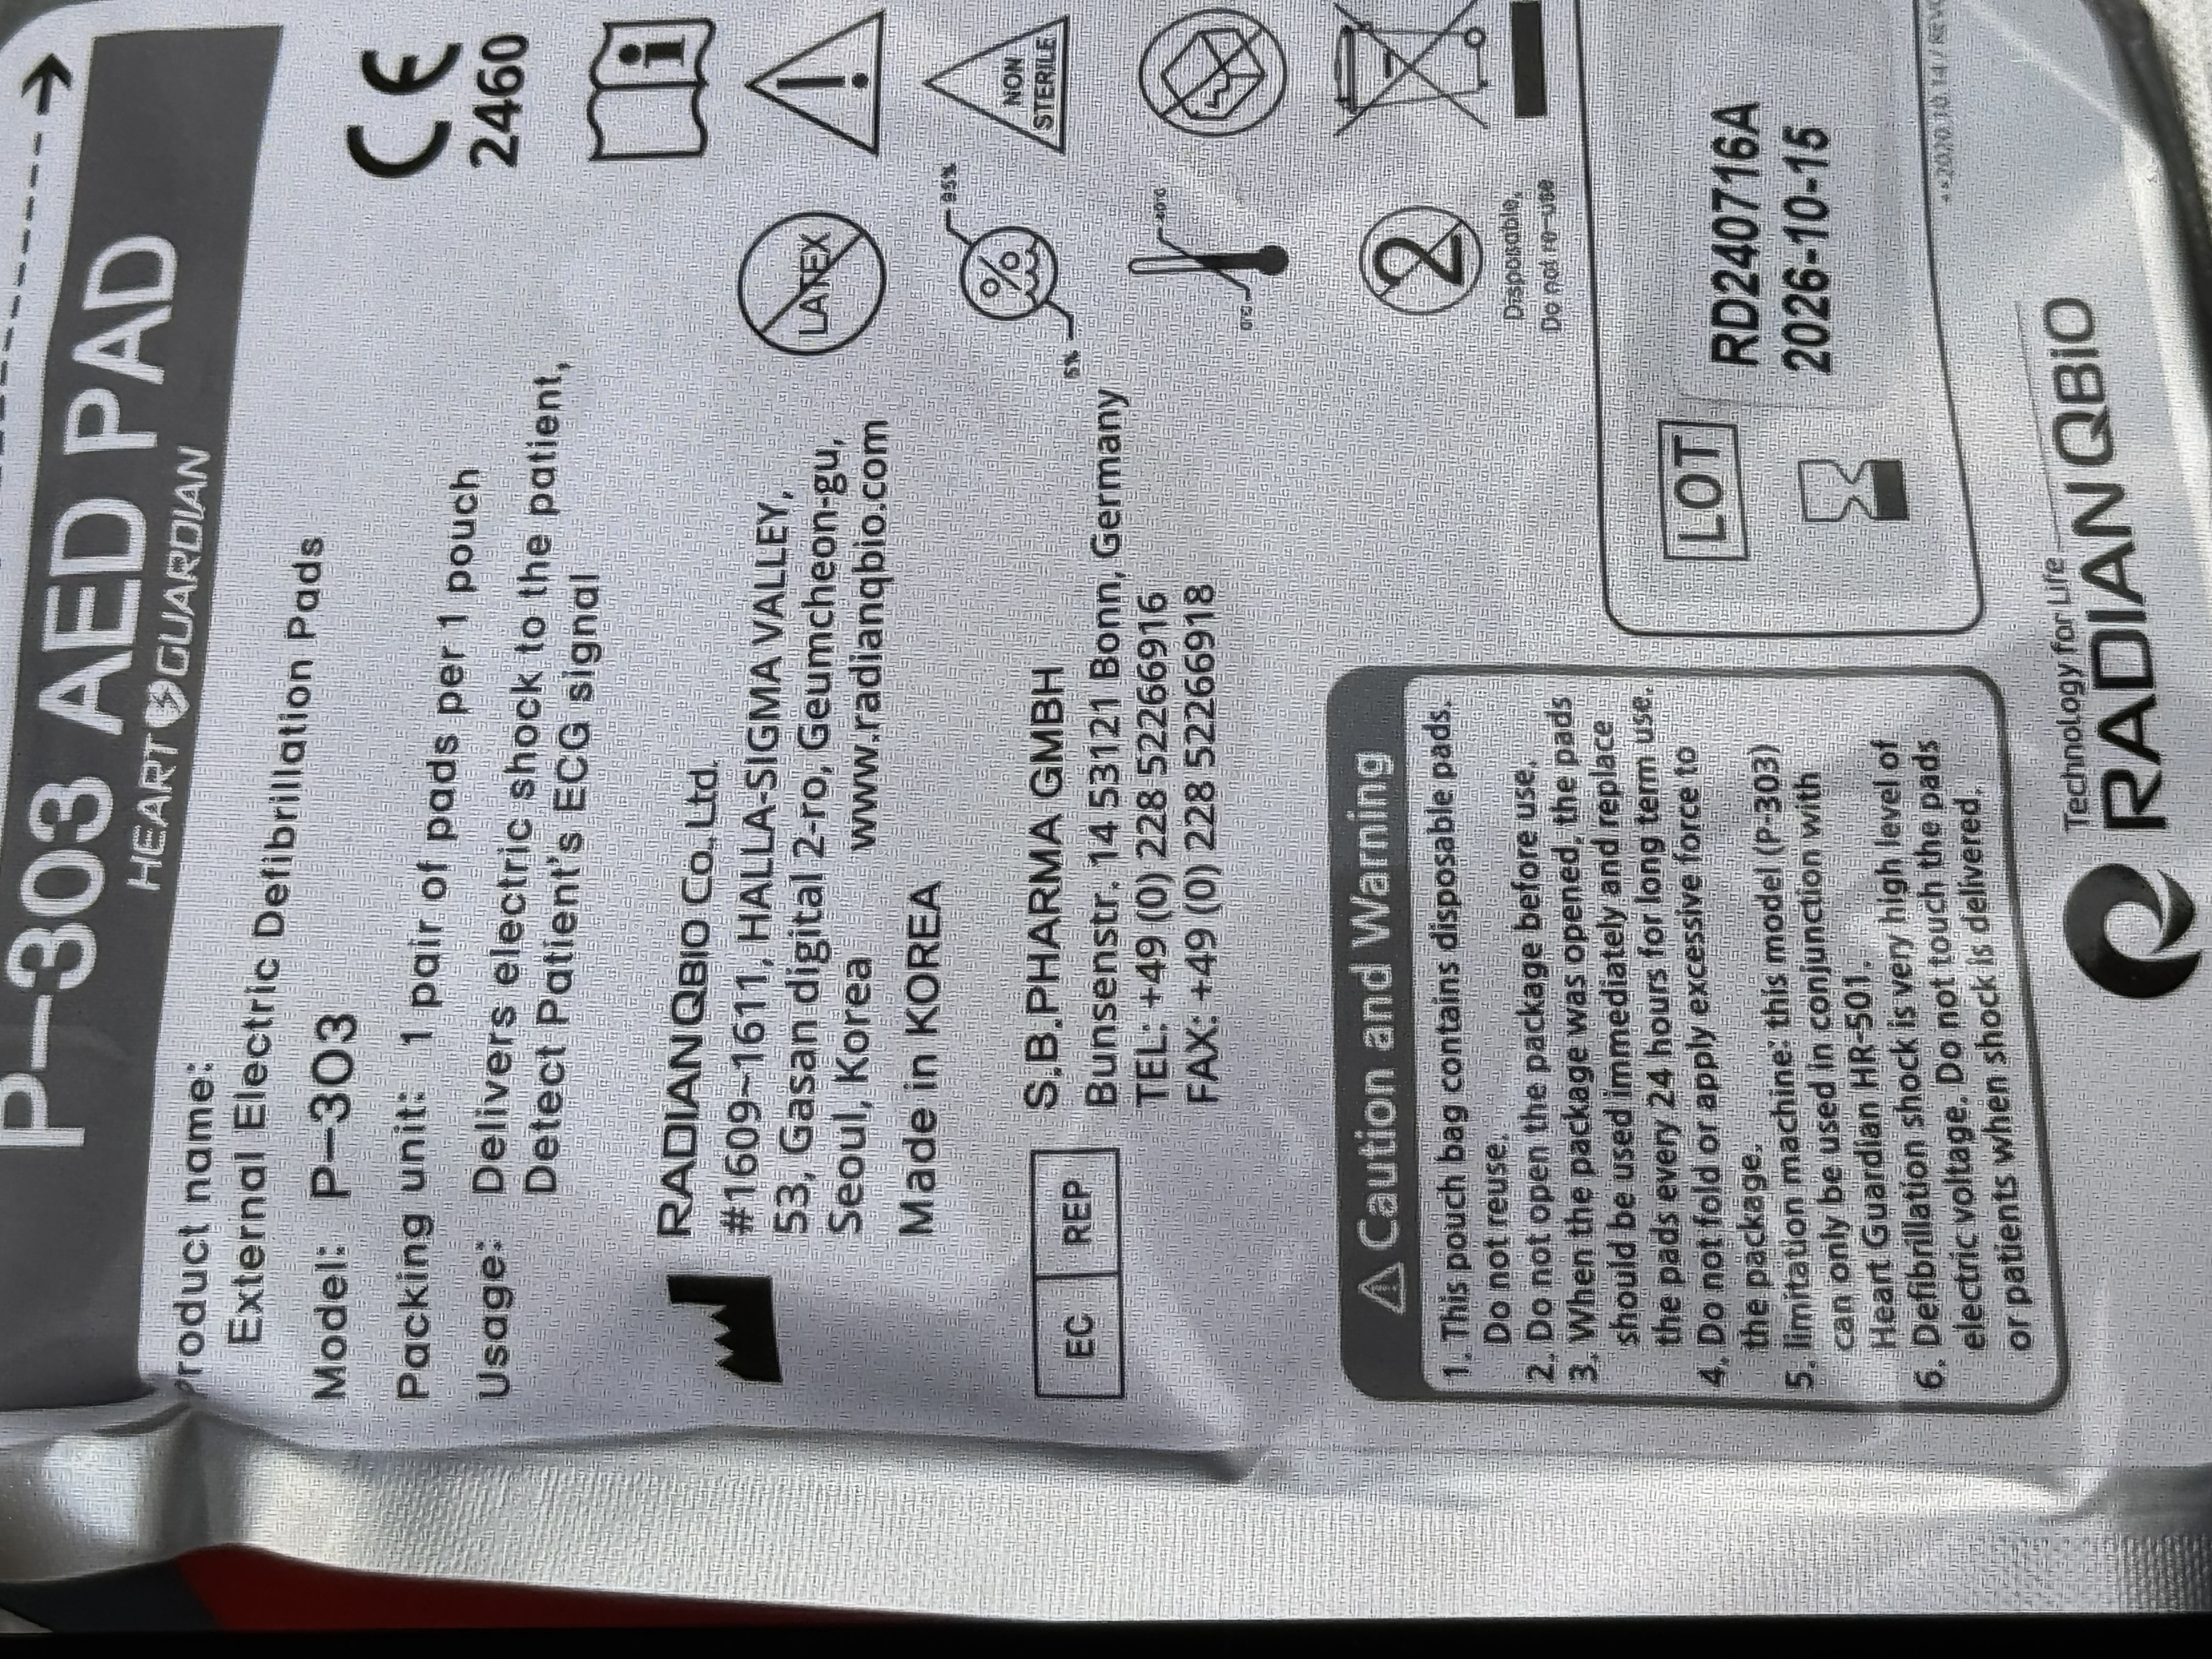 P-303 AED PAD
HEART GUARDIAN
Product name:
External Electric Defibrillation Pads
Model: P-303
Packing unit: 1 pair of pads per 1 pouch
Usage: Delivers electric shock to the patient,
Detect Patient's ECG signal
CE
2460
RADIANQBIO Co.,Ltd.
#1609~1611, HALLA-SIGMA VALLEY,
53, Gasan digital 2-ro, Geumcheon-gu,
Seoul, Korea www.radianqbio.com
Made in KOREA
LATEX
NON
STERILE
EC REP
S.B.PHARMA GMBH
Bunsenstr. 14 53121 Bonn, Germany
TEL: +49 (0) 228 522666916
FAX: +49 (0) 228 522666918
95%
%
5%
2
Disposable,
Do not re-use
⚠ Caution and Warning
1. This pouch bag contains disposable pads.
Do not reuse.
2. Do not open the package before use.
3. When the package was opened, the pads
should be used immediately and replace
the pads every 24 hours for long term use.
4. Do not fold or apply excessive force to
the package.
5. limitation machine: this model (P-303)
can only be used in conjunction with
Heart Guardian HR-501.
6. Defibrillation shock is very high level of
electric voltage. Do not touch the pads
or patients when shock is delivered.
LOT RD240716A
2026-10-15
Technology for Life
RADIANQBIO